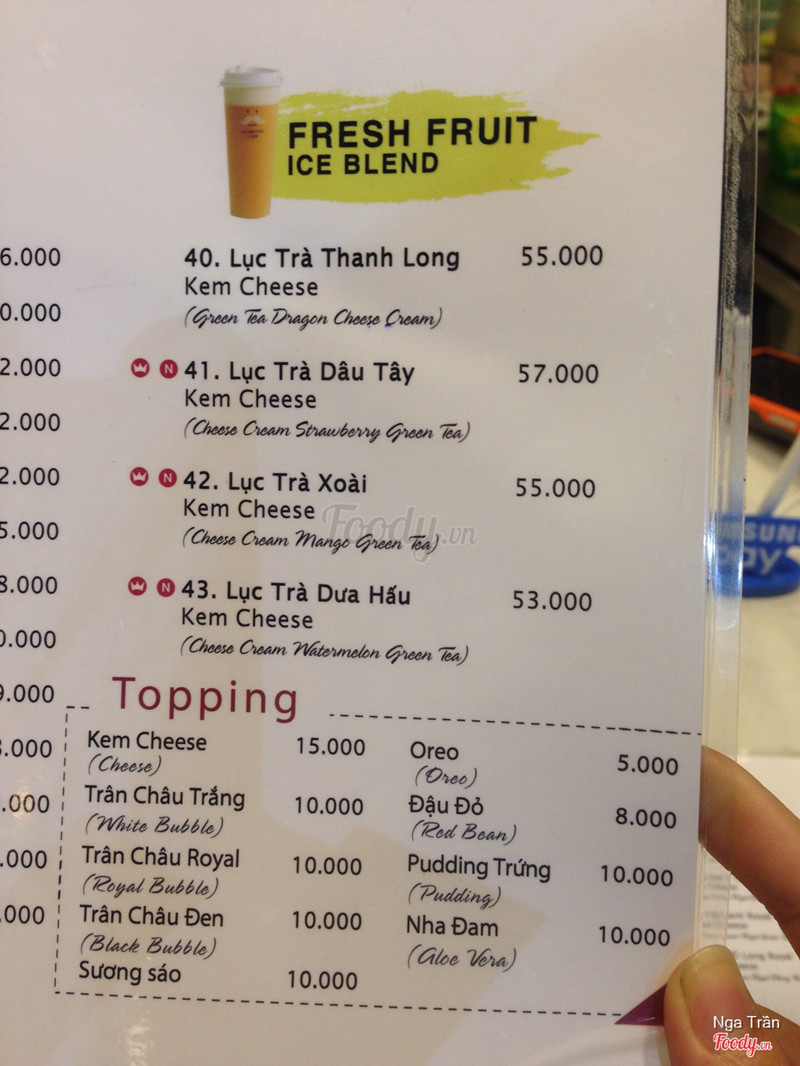 FRESH FRUIT
ICE BLEND
6.000
0.000
2.000
2.000
2.000
5.000
8.000
0.000
9.000
.000
.000
.000
.000
40. Lục Trà Thanh Long 55.000
Kem Cheese
(Green Tea Dragon Cheese Cream)
N 41. Lục Trà Dâu Tây 57.000
Kem Cheese
(Cheese Cream Strawberry Green Tea)
N 42. Lục Trà Xoài 55.000
Kem Cheese
(Cheese Cream Mango Green Tea)
N 43. Lục Trà Dưa Hấu 53.000
Kem Cheese
(Cheese Cream Watermelon Green Tea)
Topping
Kem Cheese 15.000
(Cheese)
Trân Châu Trắng 10.000
(White Bubble)
Trân Châu Royal 10.000
(Royal Bubble)
Trân Châu Đen 10.000
(Black Bubble)
Sương sáo 10.000
Oreo 5.000
(Oreo)
Đậu Đỏ 8.000
(Red Bean)
Pudding Trứng 10.000
(Pudding)
Nha Đam 10.000
(Aloe Vera)
Foody.vn
Nga Trần
Foody.vn